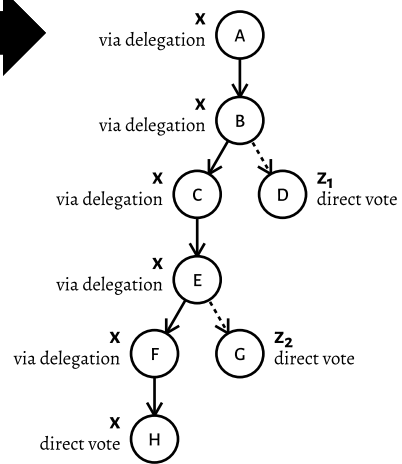 x
via delegation
A
x
via delegation
B
x
via delegation
C
D
z₁
direct vote
x
via delegation
E
x
via delegation
F
G
z₂
direct vote
x
direct vote
H